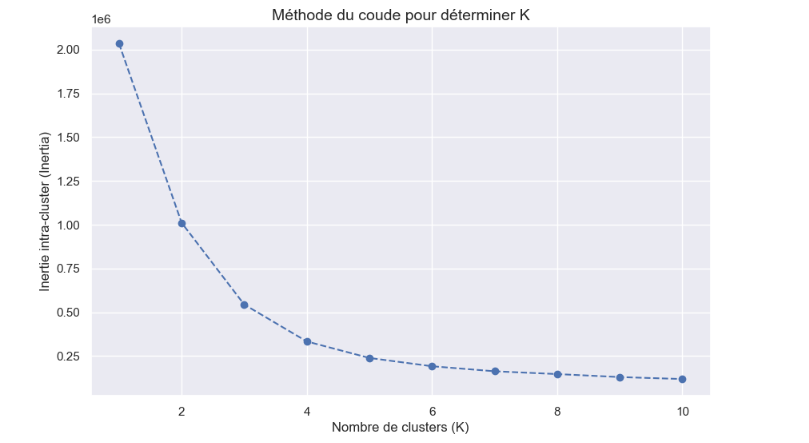 Méthode du coude pour déterminer K
1e6
2.00
1.75
1.50
1.25
1.00
0.75
0.50
0.25
Inertie intra-cluster (Inertia)
2 4 6 8 10
Nombre de clusters (K)